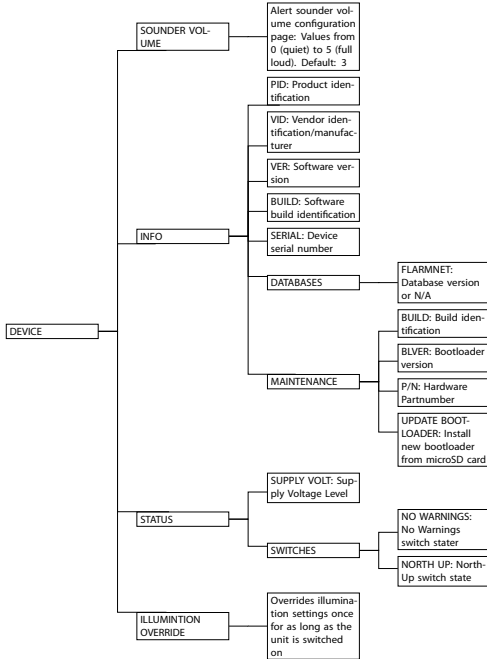 SOUNDER VOL-
UME
Alert sounder vol-
ume configuration
page: Values from
0 (quiet) to 5 (full
loud). Default: 3
PID: Product iden-
tification
VID: Vendor iden-
tification/manufac-
turer
VER: Software ver-
sion
BUILD: Software
build identification
INFO
SERIAL: Device
serial number
DATABASES
FLARMNET:
Database version
or N/A
DEVICE
BUILD: Build iden-
tification
BLVER: Bootloader
version
MAINTENANCE
P/N: Hardware
Partnumber
UPDATE BOOT-
LOADER: Install
new bootloader
from microSD card
SUPPLY VOLT: Sup-
ply Voltage Level
STATUS
NO WARNINGS:
No Warnings
switch stater
SWITCHES
NORTH UP: North-
Up switch state
ILLUMINTION
OVERRIDE
Overrides illumina-
tion settings once
for as long as the
unit is switched
on